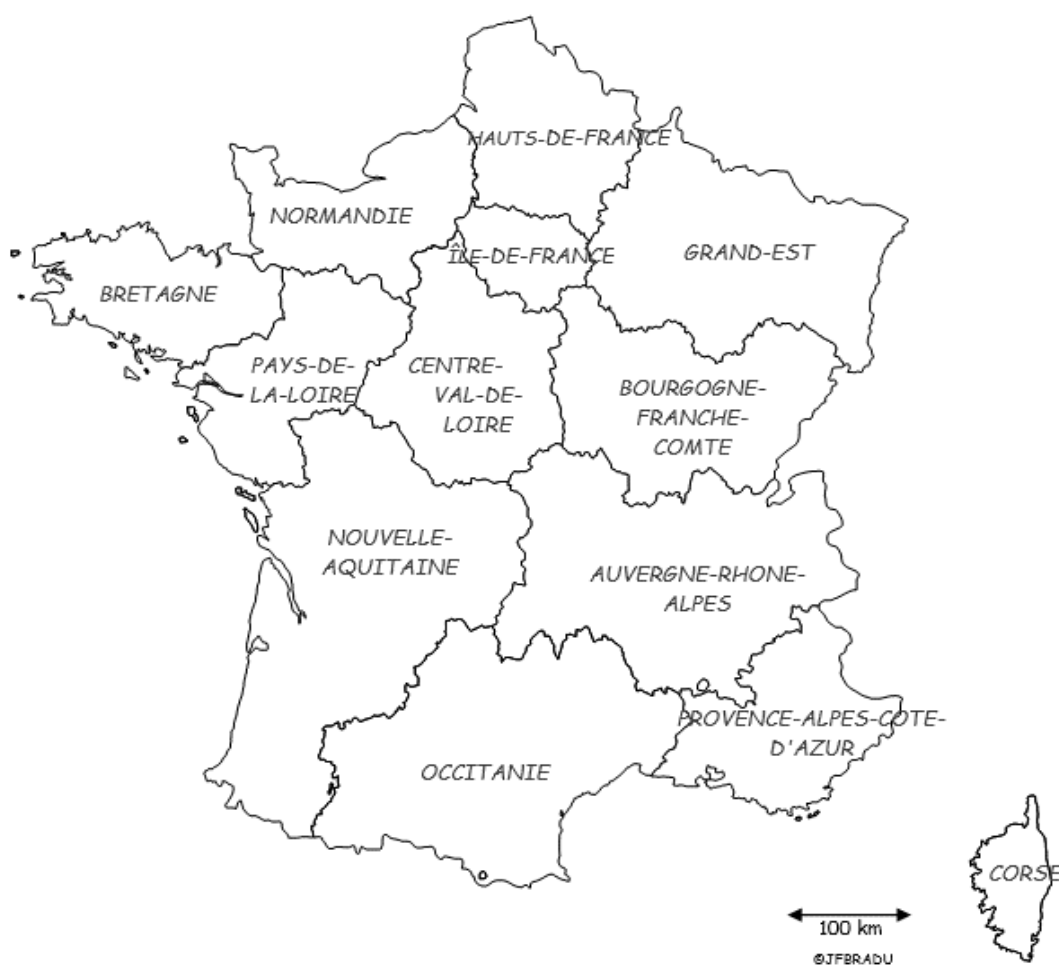 HAUTS-DE-FRANCE
NORMANDIE
ÎLE-DE-FRANCE
GRAND-EST
BRETAGNE
PAYS-DE-
LA-LOIRE
CENTRE-
VAL-DE-
LOIRE
BOURGOGNE-
FRANCHE-
COMTE
NOUVELLE-
AQUITAINE
AUVERGNE-RHONE-
ALPES
PROVENCE-ALPES-COTE-
D'AZUR
OCCITANIE
CORSE
100 km
©JFBRADU